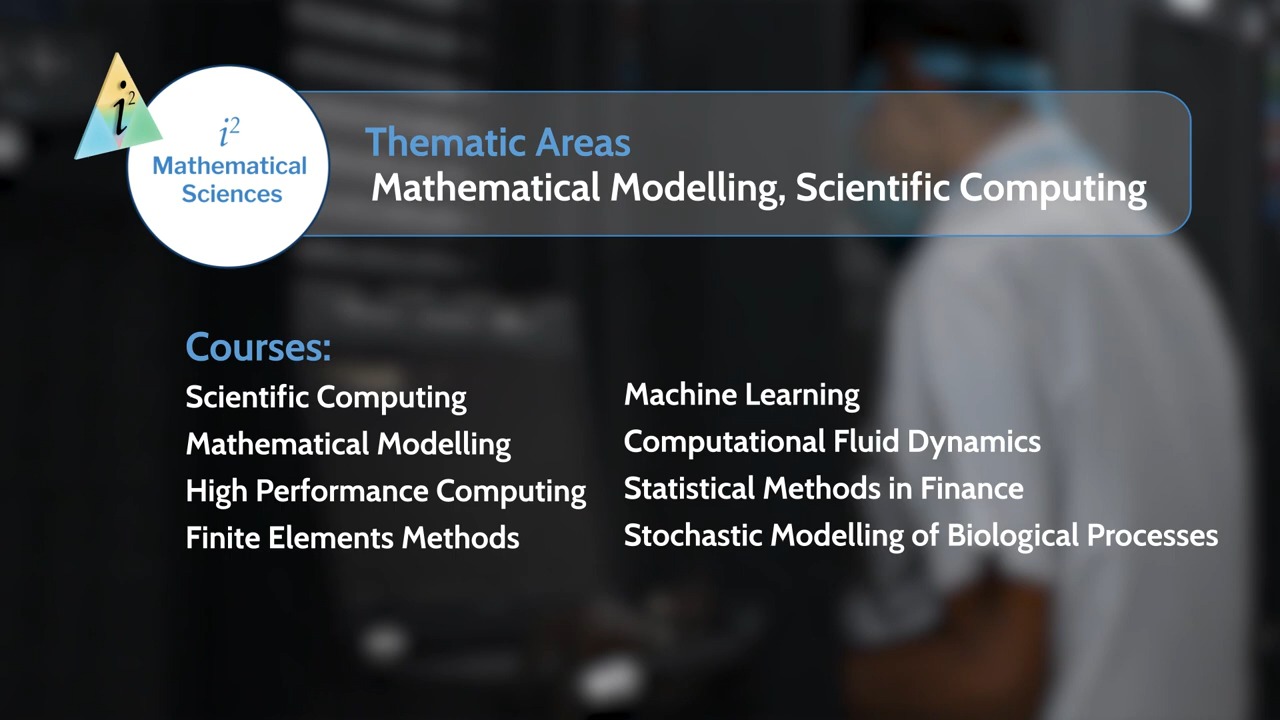 i²
i²
Mathematical
Sciences
Thematic Areas
Mathematical Modelling, Scientific Computing
Courses:
Scientific Computing
Mathematical Modelling
High Performance Computing
Finite Elements Methods
Machine Learning
Computational Fluid Dynamics
Statistical Methods in Finance
Stochastic Modelling of Biological Processes